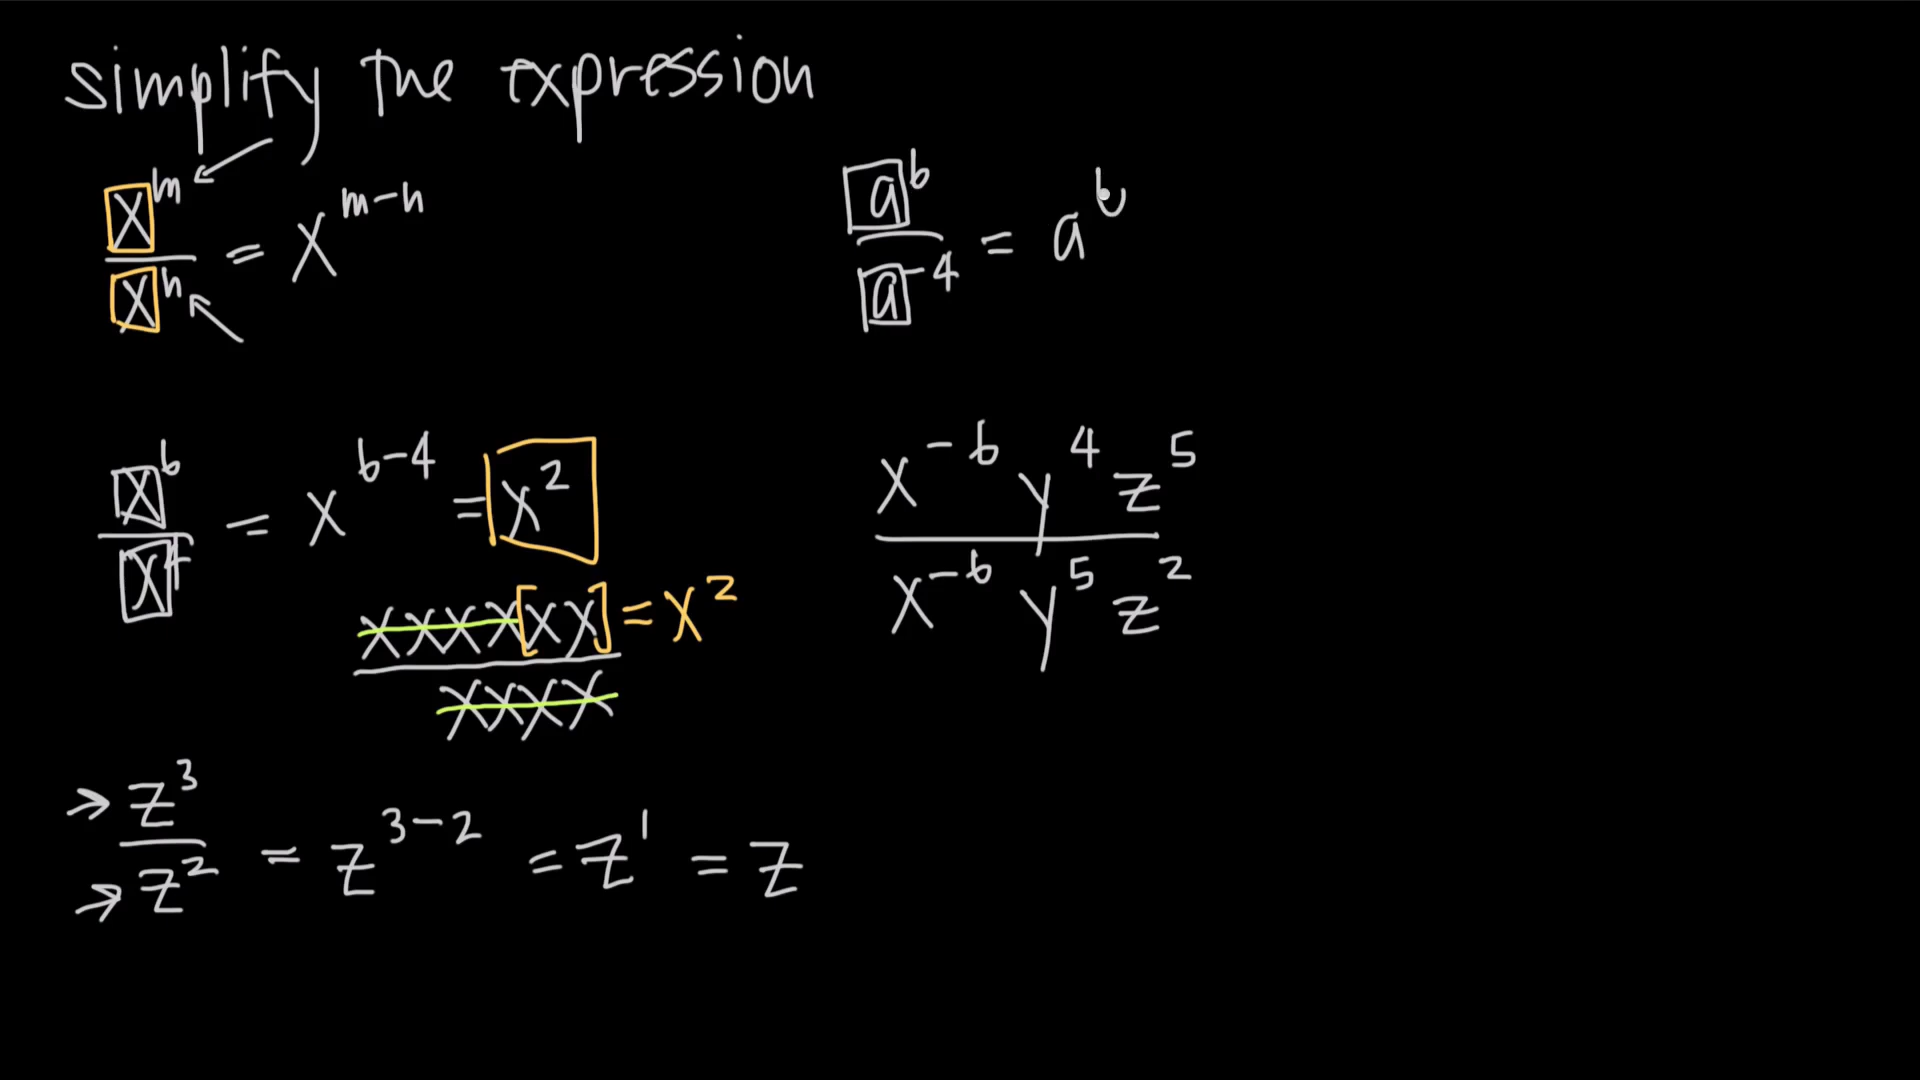 simplify the expression
x^m / x^n = x^(m-n)
a^6 / a^-4 = a^6
x^6 / x^4 = x^(6-4) = x^2
xxxx[xx] / xxxx = x^2
x^-6 y^4 z^5 / x^-6 y^5 z^2
→ z^3 / → z^2 = z^(3-2) = z^1 = z